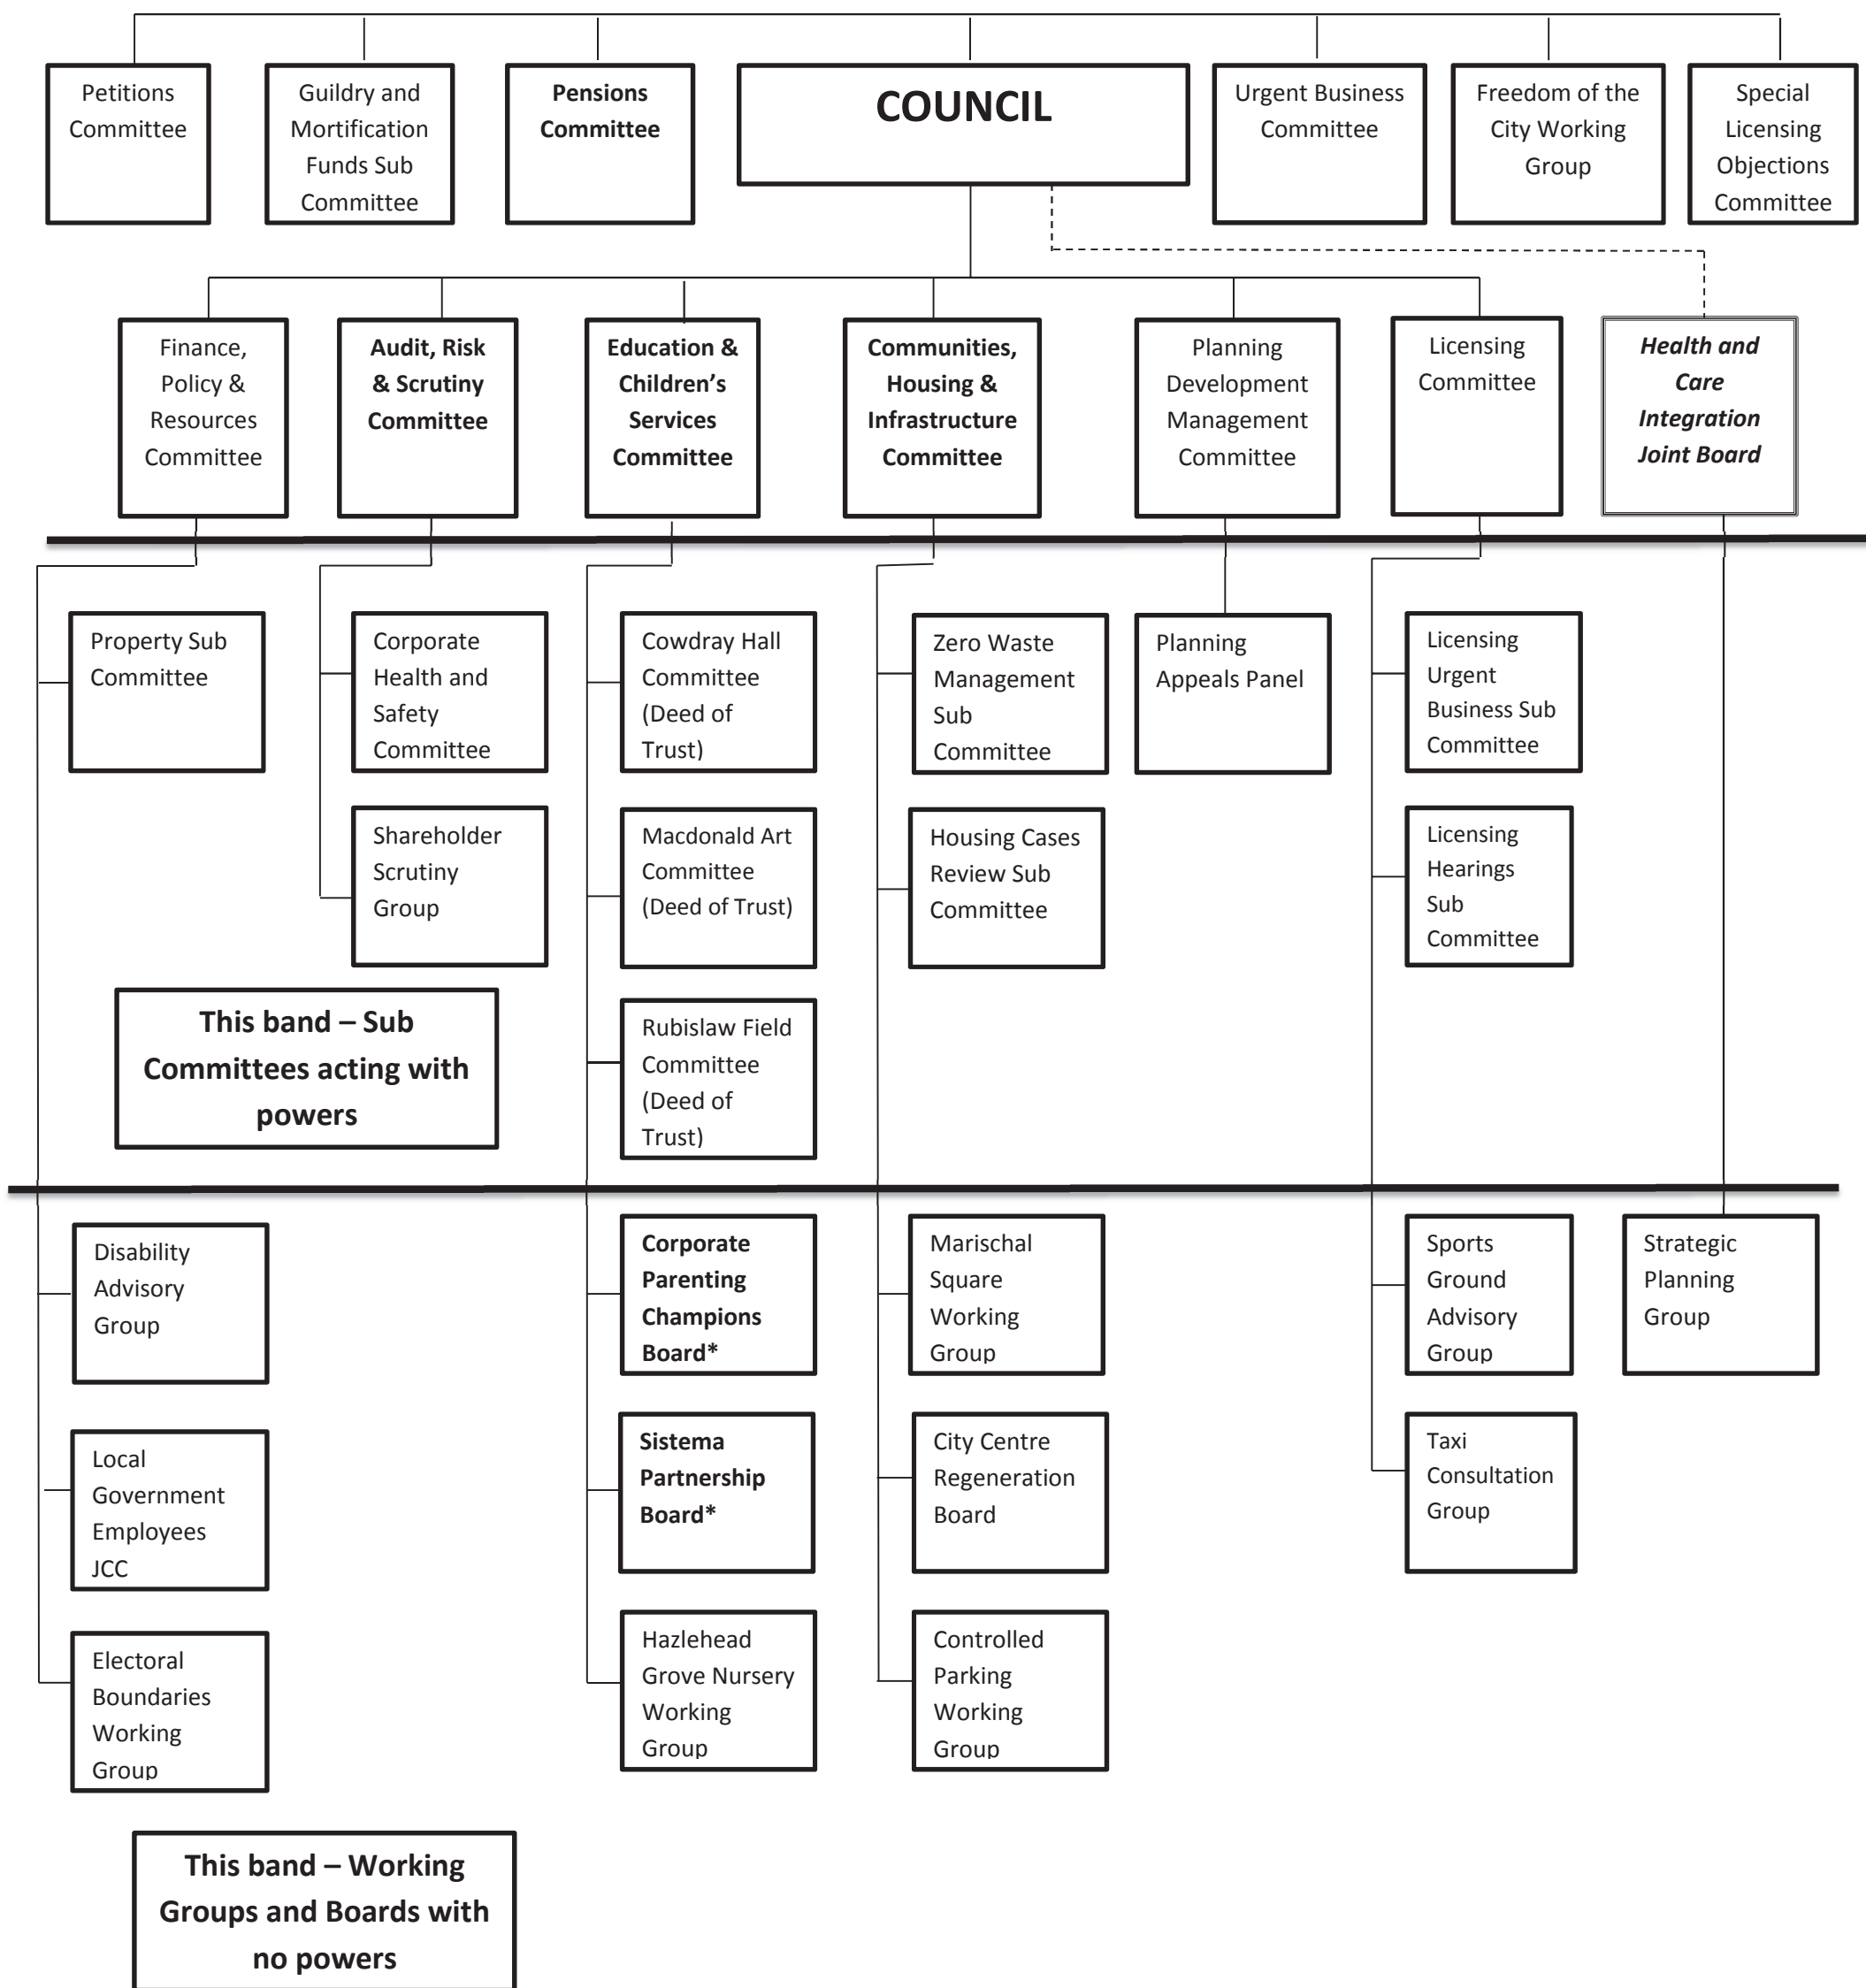 Petitions
Committee
Guildry and
Mortification
Funds Sub
Committee
Pensions
Committee
COUNCIL
Urgent Business
Committee
Freedom of the
City Working
Group
Special
Licensing
Objections
Committee
Finance,
Policy &
Resources
Committee
Audit, Risk
& Scrutiny
Committee
Education &
Children's
Services
Committee
Communities,
Housing &
Infrastructure
Committee
Planning
Development
Management
Committee
Licensing
Committee
Health and
Care
Integration
Joint Board
Property Sub
Committee
Corporate
Health and
Safety
Committee
Cowdray Hall
Committee
(Deed of
Trust)
Zero Waste
Management
Sub
Committee
Planning
Appeals Panel
Licensing
Urgent
Business Sub
Committee
Shareholder
Scrutiny
Group
Macdonald Art
Committee
(Deed of Trust)
Housing Cases
Review Sub
Committee
Licensing
Hearings
Sub
Committee
This band – Sub
Committees acting with
powers
Rubislaw Field
Committee
(Deed of
Trust)
Disability
Advisory
Group
Corporate
Parenting
Champions
Board*
Marischal
Square
Working
Group
Sports
Ground
Advisory
Group
Strategic
Planning
Group
Local
Government
Employees
JCC
Sistema
Partnership
Board*
City Centre
Regeneration
Board
Taxi
Consultation
Group
Electoral
Boundaries
Working
Group
Hazlehead
Grove Nursery
Working
Group
Controlled
Parking
Working
Group
This band – Working
Groups and Boards with
no powers